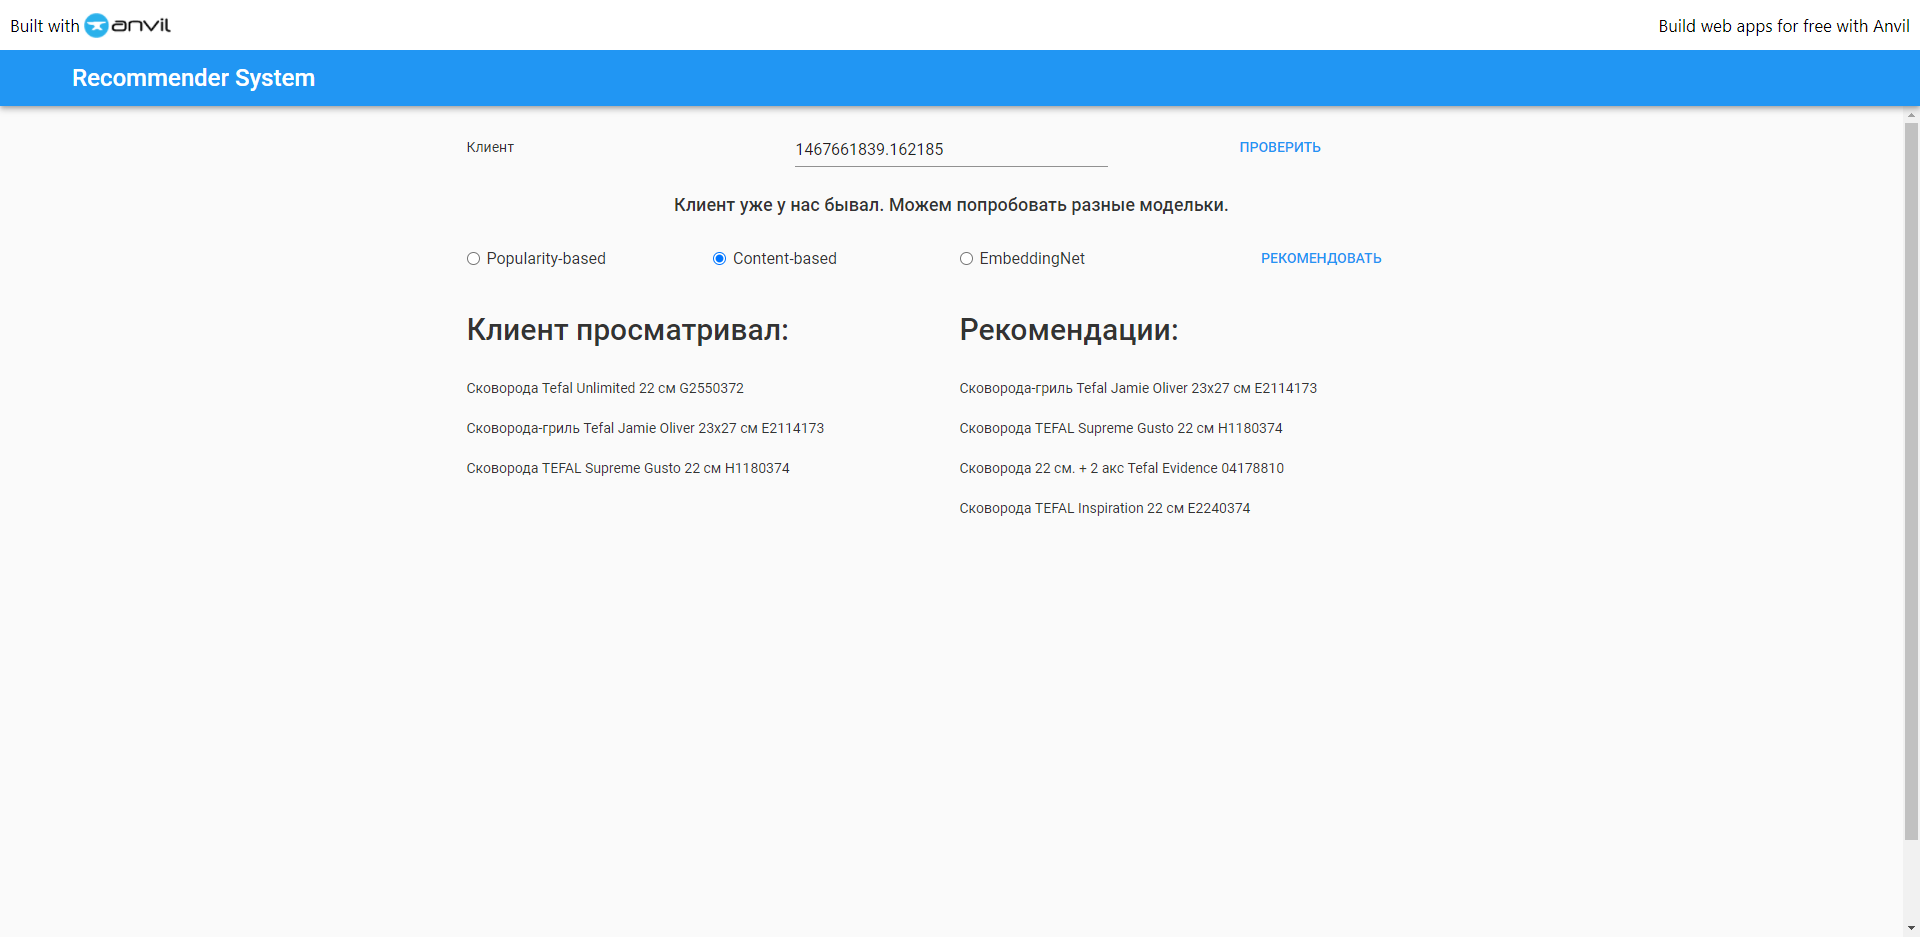 Built with anvil
Build web apps for free with Anvil
Recommender System
Клиент
1467661839.162185
ПРОВЕРИТЬ
Клиент уже у нас бывал. Можем попробовать разные модельки.
Popularity-based
Content-based
EmbeddingNet
РЕКОМЕНДОВАТЬ
Клиент просматривал:
Сковорода Tefal Unlimited 22 см G2550372
Сковорода-гриль Tefal Jamie Oliver 23х27 см E2114173
Сковорода TEFAL Supreme Gusto 22 см H1180374
Рекомендации:
Сковорода-гриль Tefal Jamie Oliver 23х27 см E2114173
Сковорода TEFAL Supreme Gusto 22 см H1180374
Сковорода 22 см. + 2 акс Tefal Evidence 04178810
Сковорода TEFAL Inspiration 22 см E2240374